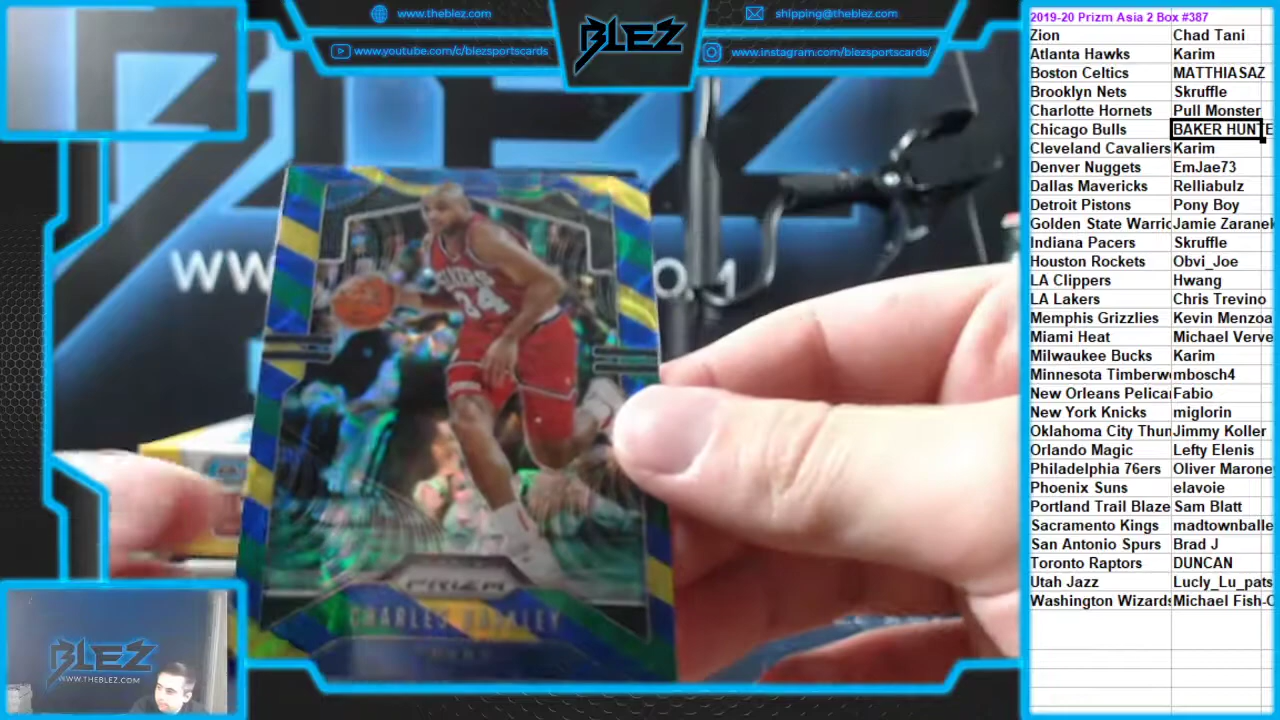 www.theblez.com
shipping@theblez.com
www.youtube.com/c/blezsportscards
www.instagram.com/blezsportscards/
BLEZ
2019-20 Prizm Asia 2 Box #387
Zion Chad Tani
Atlanta Hawks Karim
Boston Celtics MATTHIASAZ
Brooklyn Nets Skruffle
Charlotte Hornets Pull Monster
Chicago Bulls BAKER HUNTE
Cleveland Cavaliers Karim
Denver Nuggets EmJae73
Dallas Mavericks Relliabulz
Detroit Pistons Pony Boy
Golden State Warric Jamie Zaranek
Indiana Pacers Skruffle
Houston Rockets Obvi_Joe
LA Clippers Hwang
LA Lakers Chris Trevino
Memphis Grizzlies Kevin Menzoa
Miami Heat Michael Verve
Milwaukee Bucks Karim
Minnesota Timberwo mbosch4
New Orleans Pelica Fabio
New York Knicks miglorin
Oklahoma City Thun Jimmy Koller
Orlando Magic Lefty Elenis
Philadelphia 76ers Oliver Marone
Phoenix Suns elavoie
Portland Trail Blaze Sam Blatt
Sacramento Kings madtownballe
San Antonio Spurs Brad J
Toronto Raptors DUNCAN
Utah Jazz Lucly_Lu_pats
Washington Wizards Michael Fish-C
WW OM
SIXERS
34
PRIZM
CHARLES BARKLEY
BLEZ
WWW.THEBLEZ.COM